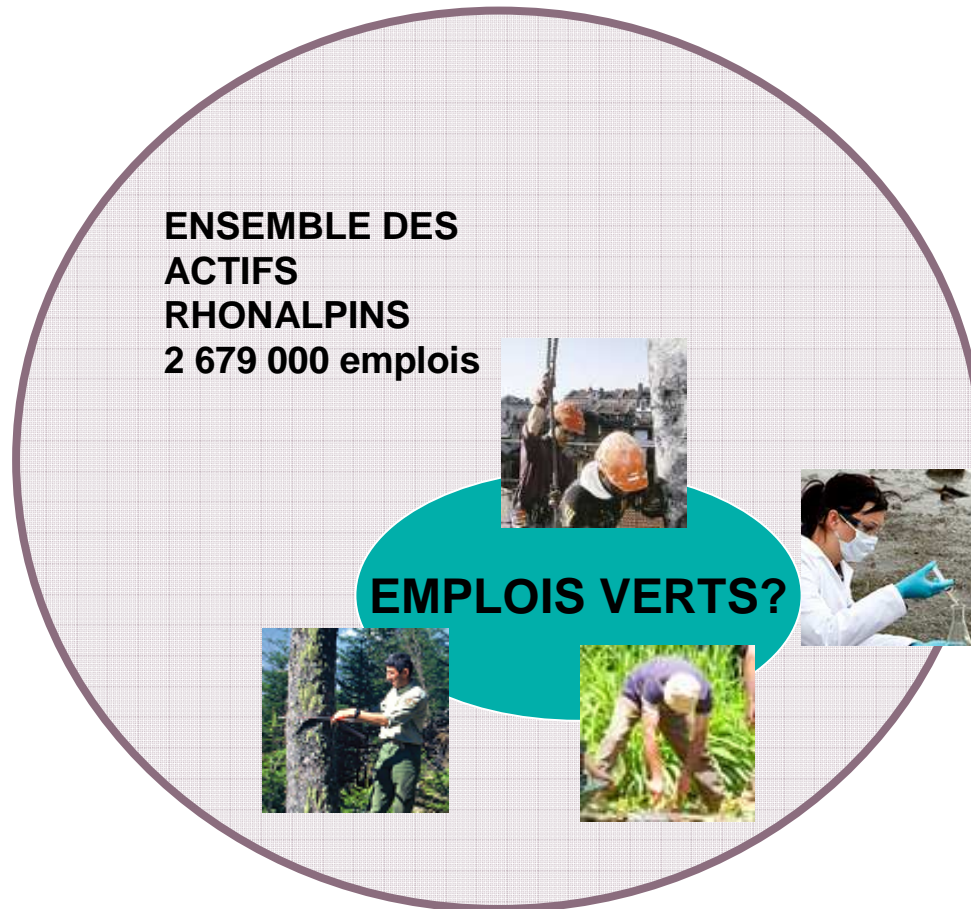 ENSEMBLE DES
ACTIFS
RHONALPINS
2 679 000 emplois
EMPLOIS VERTS?